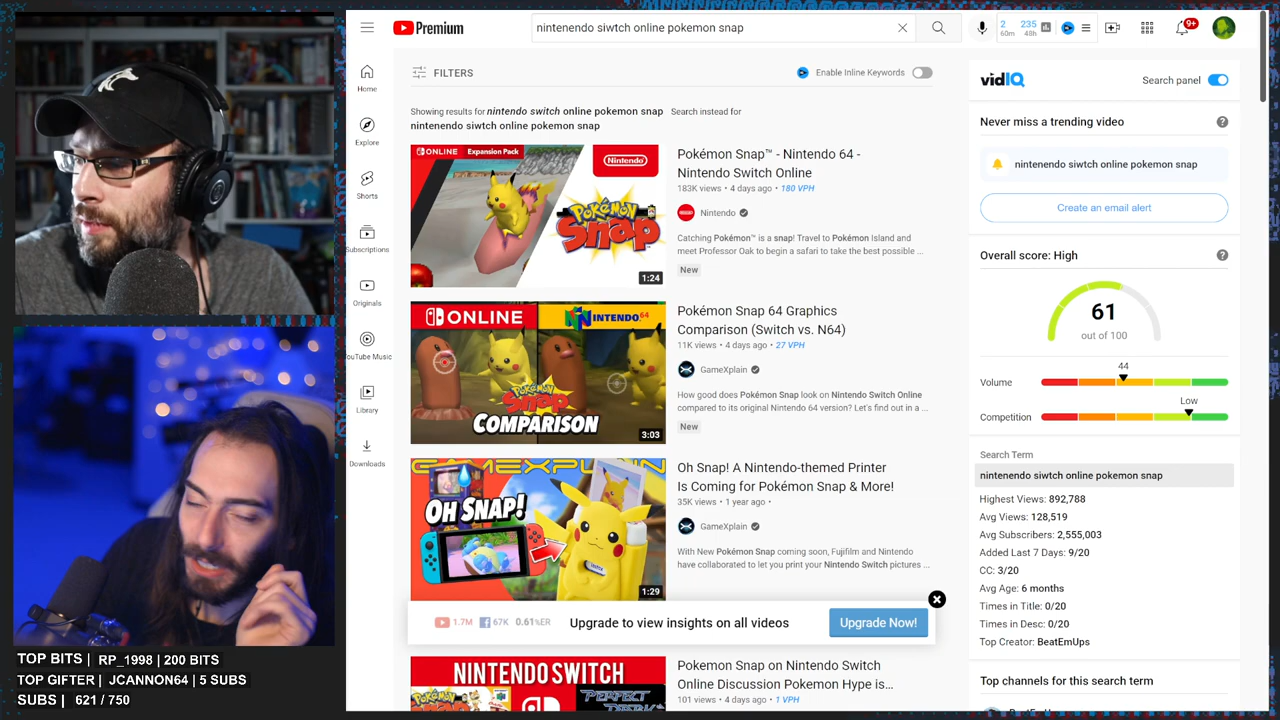 Premium
nintenendo siwtch online pokemon snap
2
60m
235
48h
9+
Home
Explore
Shorts
Subscriptions
Originals
YouTube Music
Library
Downloads
FILTERS
Enable Inline Keywords
Showing results for nintendo switch online pokemon snap Search instead for
nintenendo siwtch online pokemon snap
ONLINE Expansion Pack
Nintendo
POKéMON
Snap
1:24
Pokémon Snap™ - Nintendo 64 -
Nintendo Switch Online
183K views • 4 days ago • 180 VPH
Nintendo
Catching Pokémon™ is a snap! Travel to Pokémon Island and
meet Professor Oak to begin a safari to take the best possible ...
New
ONLINE
NINTENDO 64
POKéMON
Snap
COMPARISON
3:03
Pokémon Snap 64 Graphics
Comparison (Switch vs. N64)
11K views • 4 days ago • 27 VPH
GameXplain
How good does Pokémon Snap look on Nintendo Switch Online
compared to its original Nintendo 64 version? Let's find out in a ...
New
GAMEXPLAIN
OH SNAP!
1:29
Oh Snap! A Nintendo-themed Printer
Is Coming for Pokémon Snap & More!
35K views • 1 year ago •
GameXplain
With New Pokémon Snap coming soon, Fujifilm and Nintendo
have collaborated to let you print your Nintendo Switch pictures ...
1.7M 67K 0.61%ER
Upgrade to view insights on all videos
Upgrade Now!
NINTENDO SWITCH
PERFECT
DARK
Pokemon Snap on Nintendo Switch
Online Discussion Pokemon Hype is...
101 views • 4 days ago • 1 VPH
vidIQ
Search panel
Never miss a trending video
nintenendo siwtch online pokemon snap
Create an email alert
Overall score: High
61
out of 100
44
Volume
Low
Competition
Search Term
nintenendo siwtch online pokemon snap
Highest Views: 892,788
Avg Views: 128,519
Avg Subscribers: 2,555,003
Added Last 7 Days: 9/20
CC: 3/20
Avg Age: 6 months
Times in Title: 0/20
Times in Desc: 0/20
Top Creator: BeatEmUps
Top channels for this search term
TOP BITS | RP_1998 | 200 BITS
TOP GIFTER | JCANNON64 | 5 SUBS
SUBS | 621 / 750